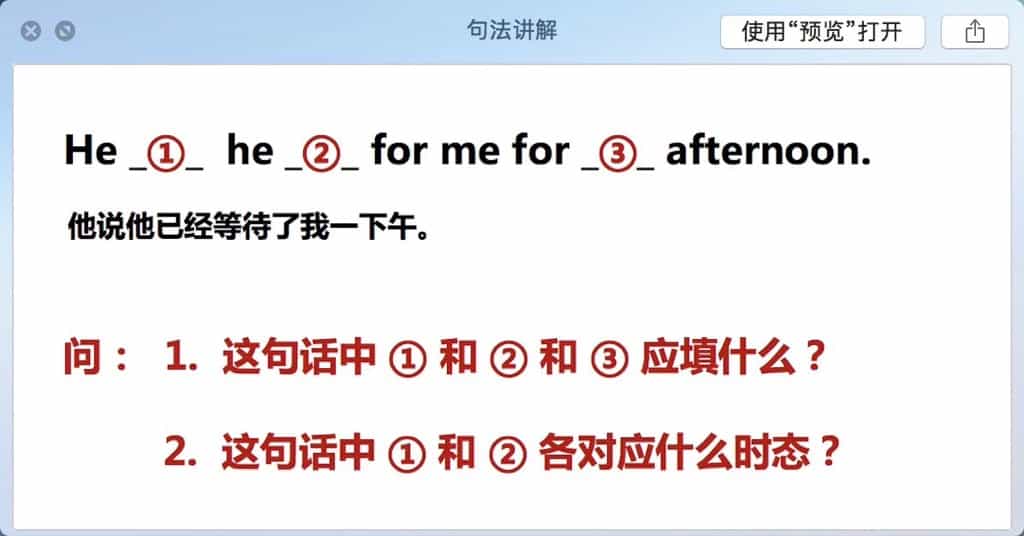 句法讲解
使用“预览”打开
He _①_ he _②_ for me for _③_ afternoon.
他说他已经等待了我一下午。
问： 1. 这句话中 ① 和 ② 和 ③ 应填什么？
2. 这句话中 ① 和 ② 各对应什么时态？